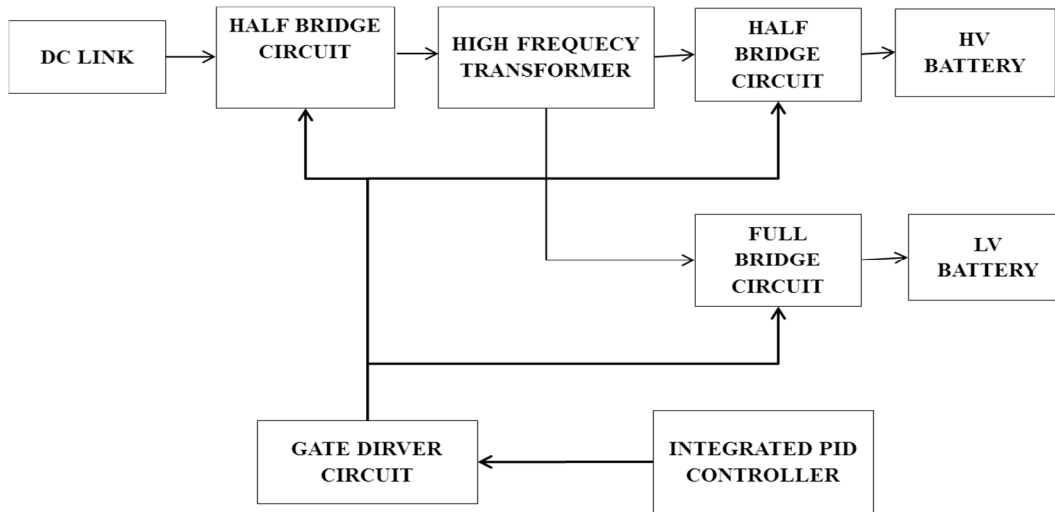 DC LINK
HALF BRIDGE
CIRCUIT
HIGH FREQUECY
TRANSFORMER
HALF
BRIDGE
CIRCUIT
HV
BATTERY
FULL
BRIDGE
CIRCUIT
LV
BATTERY
GATE DIRVER
CIRCUIT
INTEGRATED PID
CONTROLLER